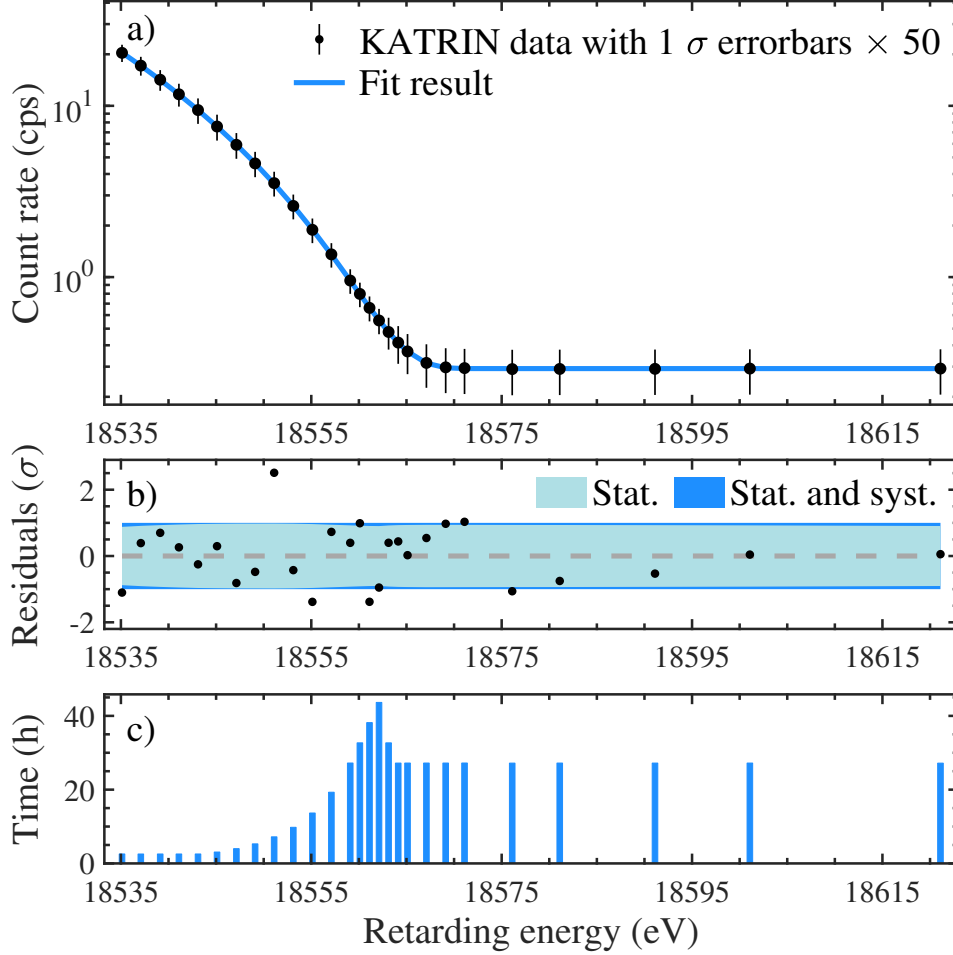 a)
KATRIN data with 1 σ errorbars × 50
Fit result
Count rate (cps)
10¹
10⁰
18535 18555 18575 18595 18615
b)
Stat.
Stat. and syst.
Residuals (σ)
2
0
-2
18535 18555 18575 18595 18615
c)
Time (h)
40
20
0
18535 18555 18575 18595 18615
Retarding energy (eV)